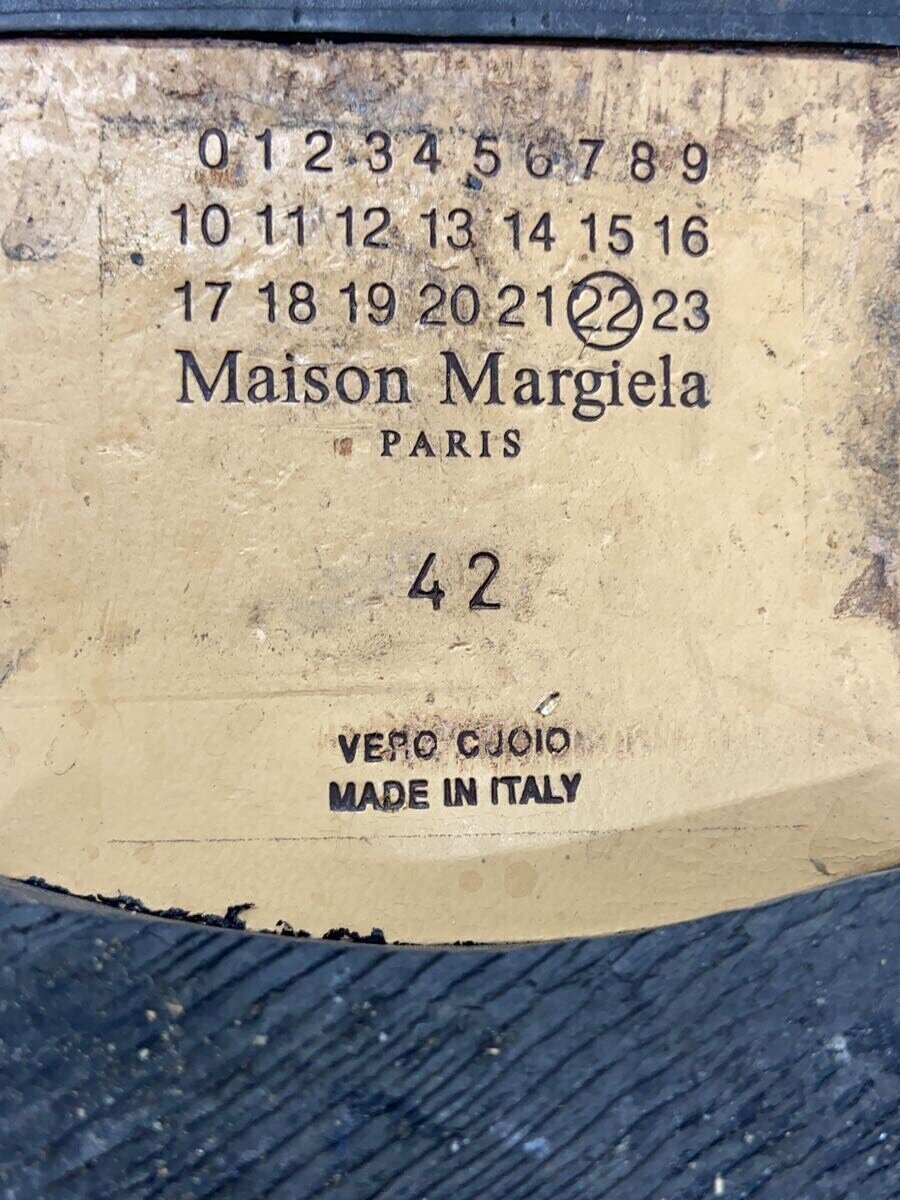 0 1 2 3 4 5 6 7 8 9
10 11 12 13 14 15 16
17 18 19 20 21 22 23
Maison Margiela
PARIS
42
VERO CUOIO
MADE IN ITALY